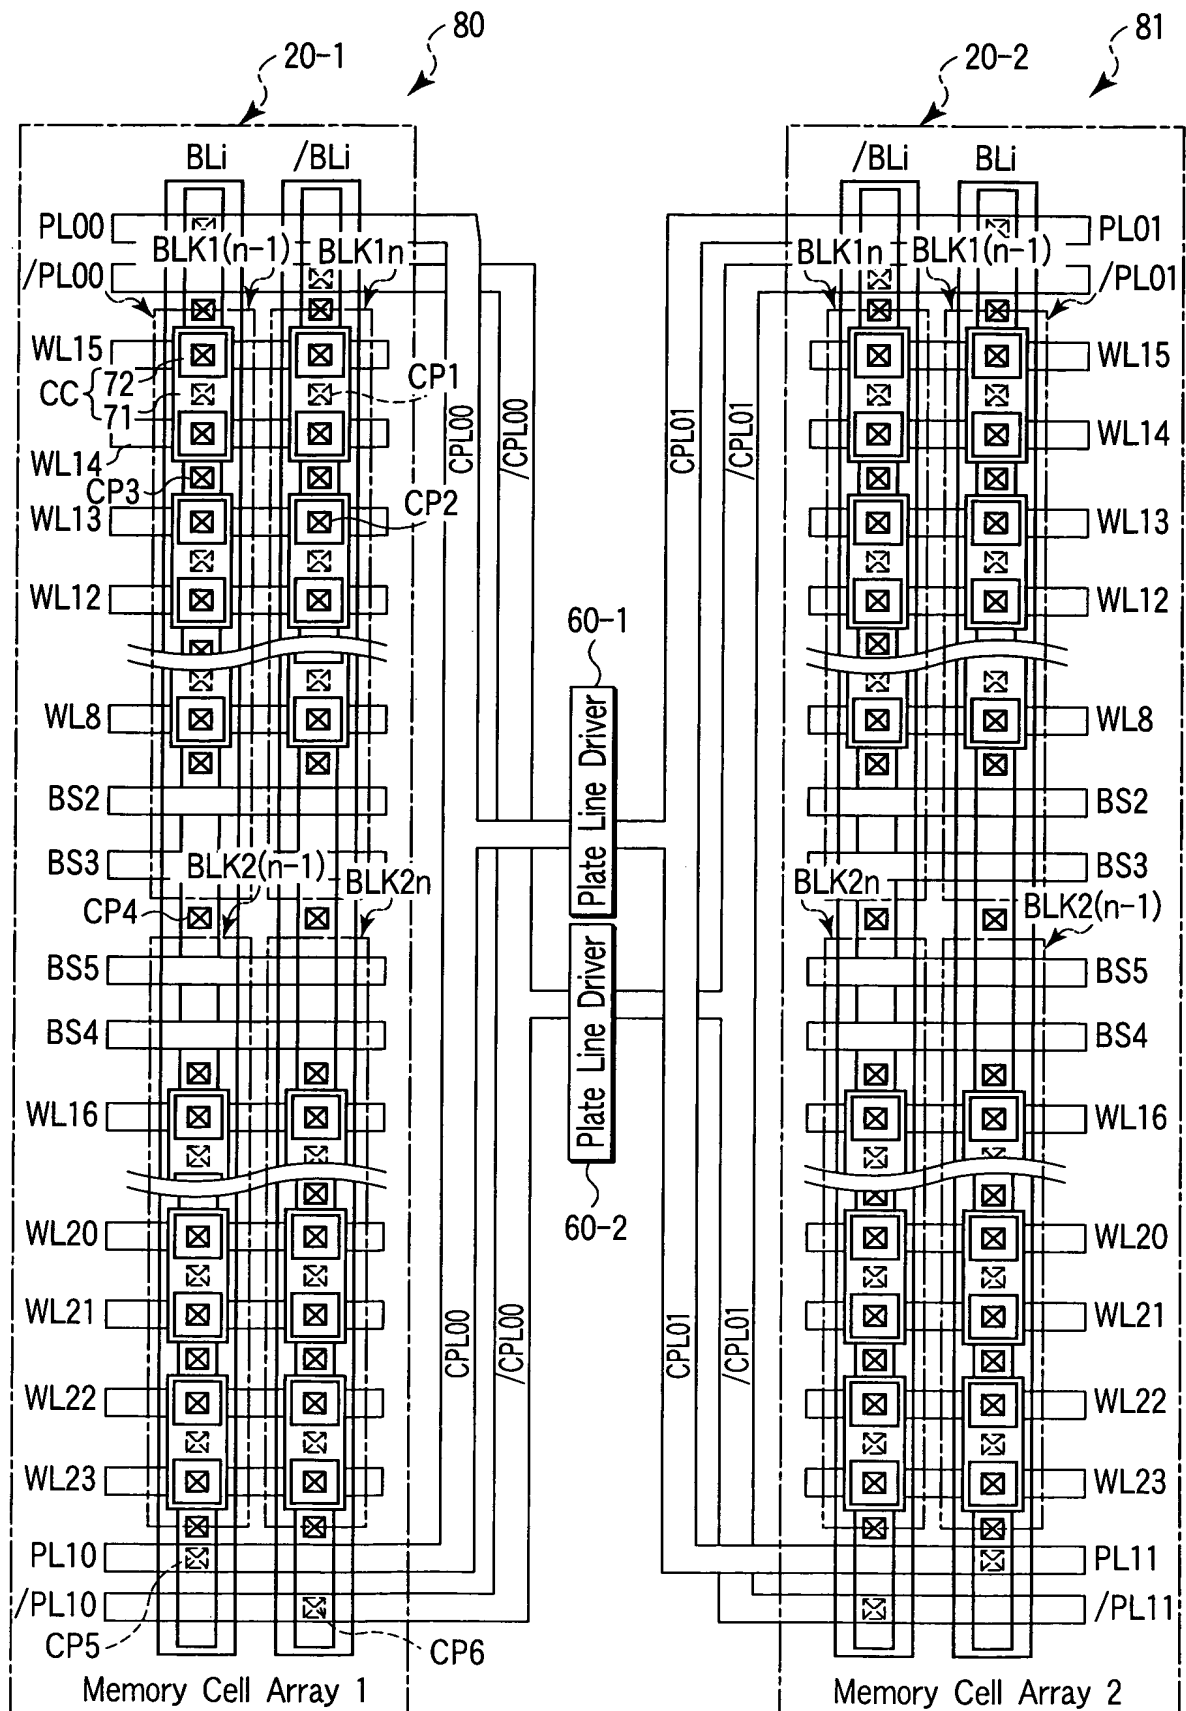 80
81
20-1
20-2
BLi
/BLi
/BLi
BLi
PL00
PL01
/PL00
BLK1(n-1)
BLK1n
BLK1n
BLK1(n-1)
/PL01
WL15
WL15
CC
72
71
CP1
WL14
WL14
CPL00
/CPL00
CPL01
/CPL01
CP3
CP2
WL13
WL13
WL12
WL12
60-1
WL8
WL8
Plate Line Driver
BS2
BS2
BS3
BS3
BLK2(n-1)
BLK2n
BLK2n
BLK2(n-1)
CP4
BS5
BS5
Plate Line Driver
BS4
BS4
WL16
WL16
60-2
WL20
WL20
WL21
WL21
CPL00
/CPL00
CPL01
/CPL01
WL22
WL22
WL23
WL23
PL10
PL11
/PL10
/PL11
CP5
CP6
Memory Cell Array 1
Memory Cell Array 2